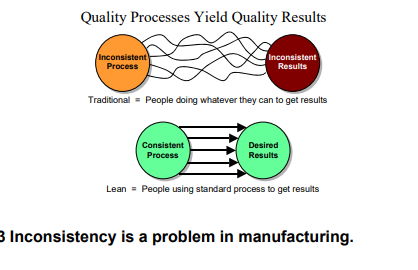 Quality Processes Yield Quality Results
Inconsistent
Process
Inconsistent
Results
Traditional = People doing whatever they can to get results
Consistent
Process
Desired
Results
Lean = People using standard process to get results
3 Inconsistency is a problem in manufacturing.